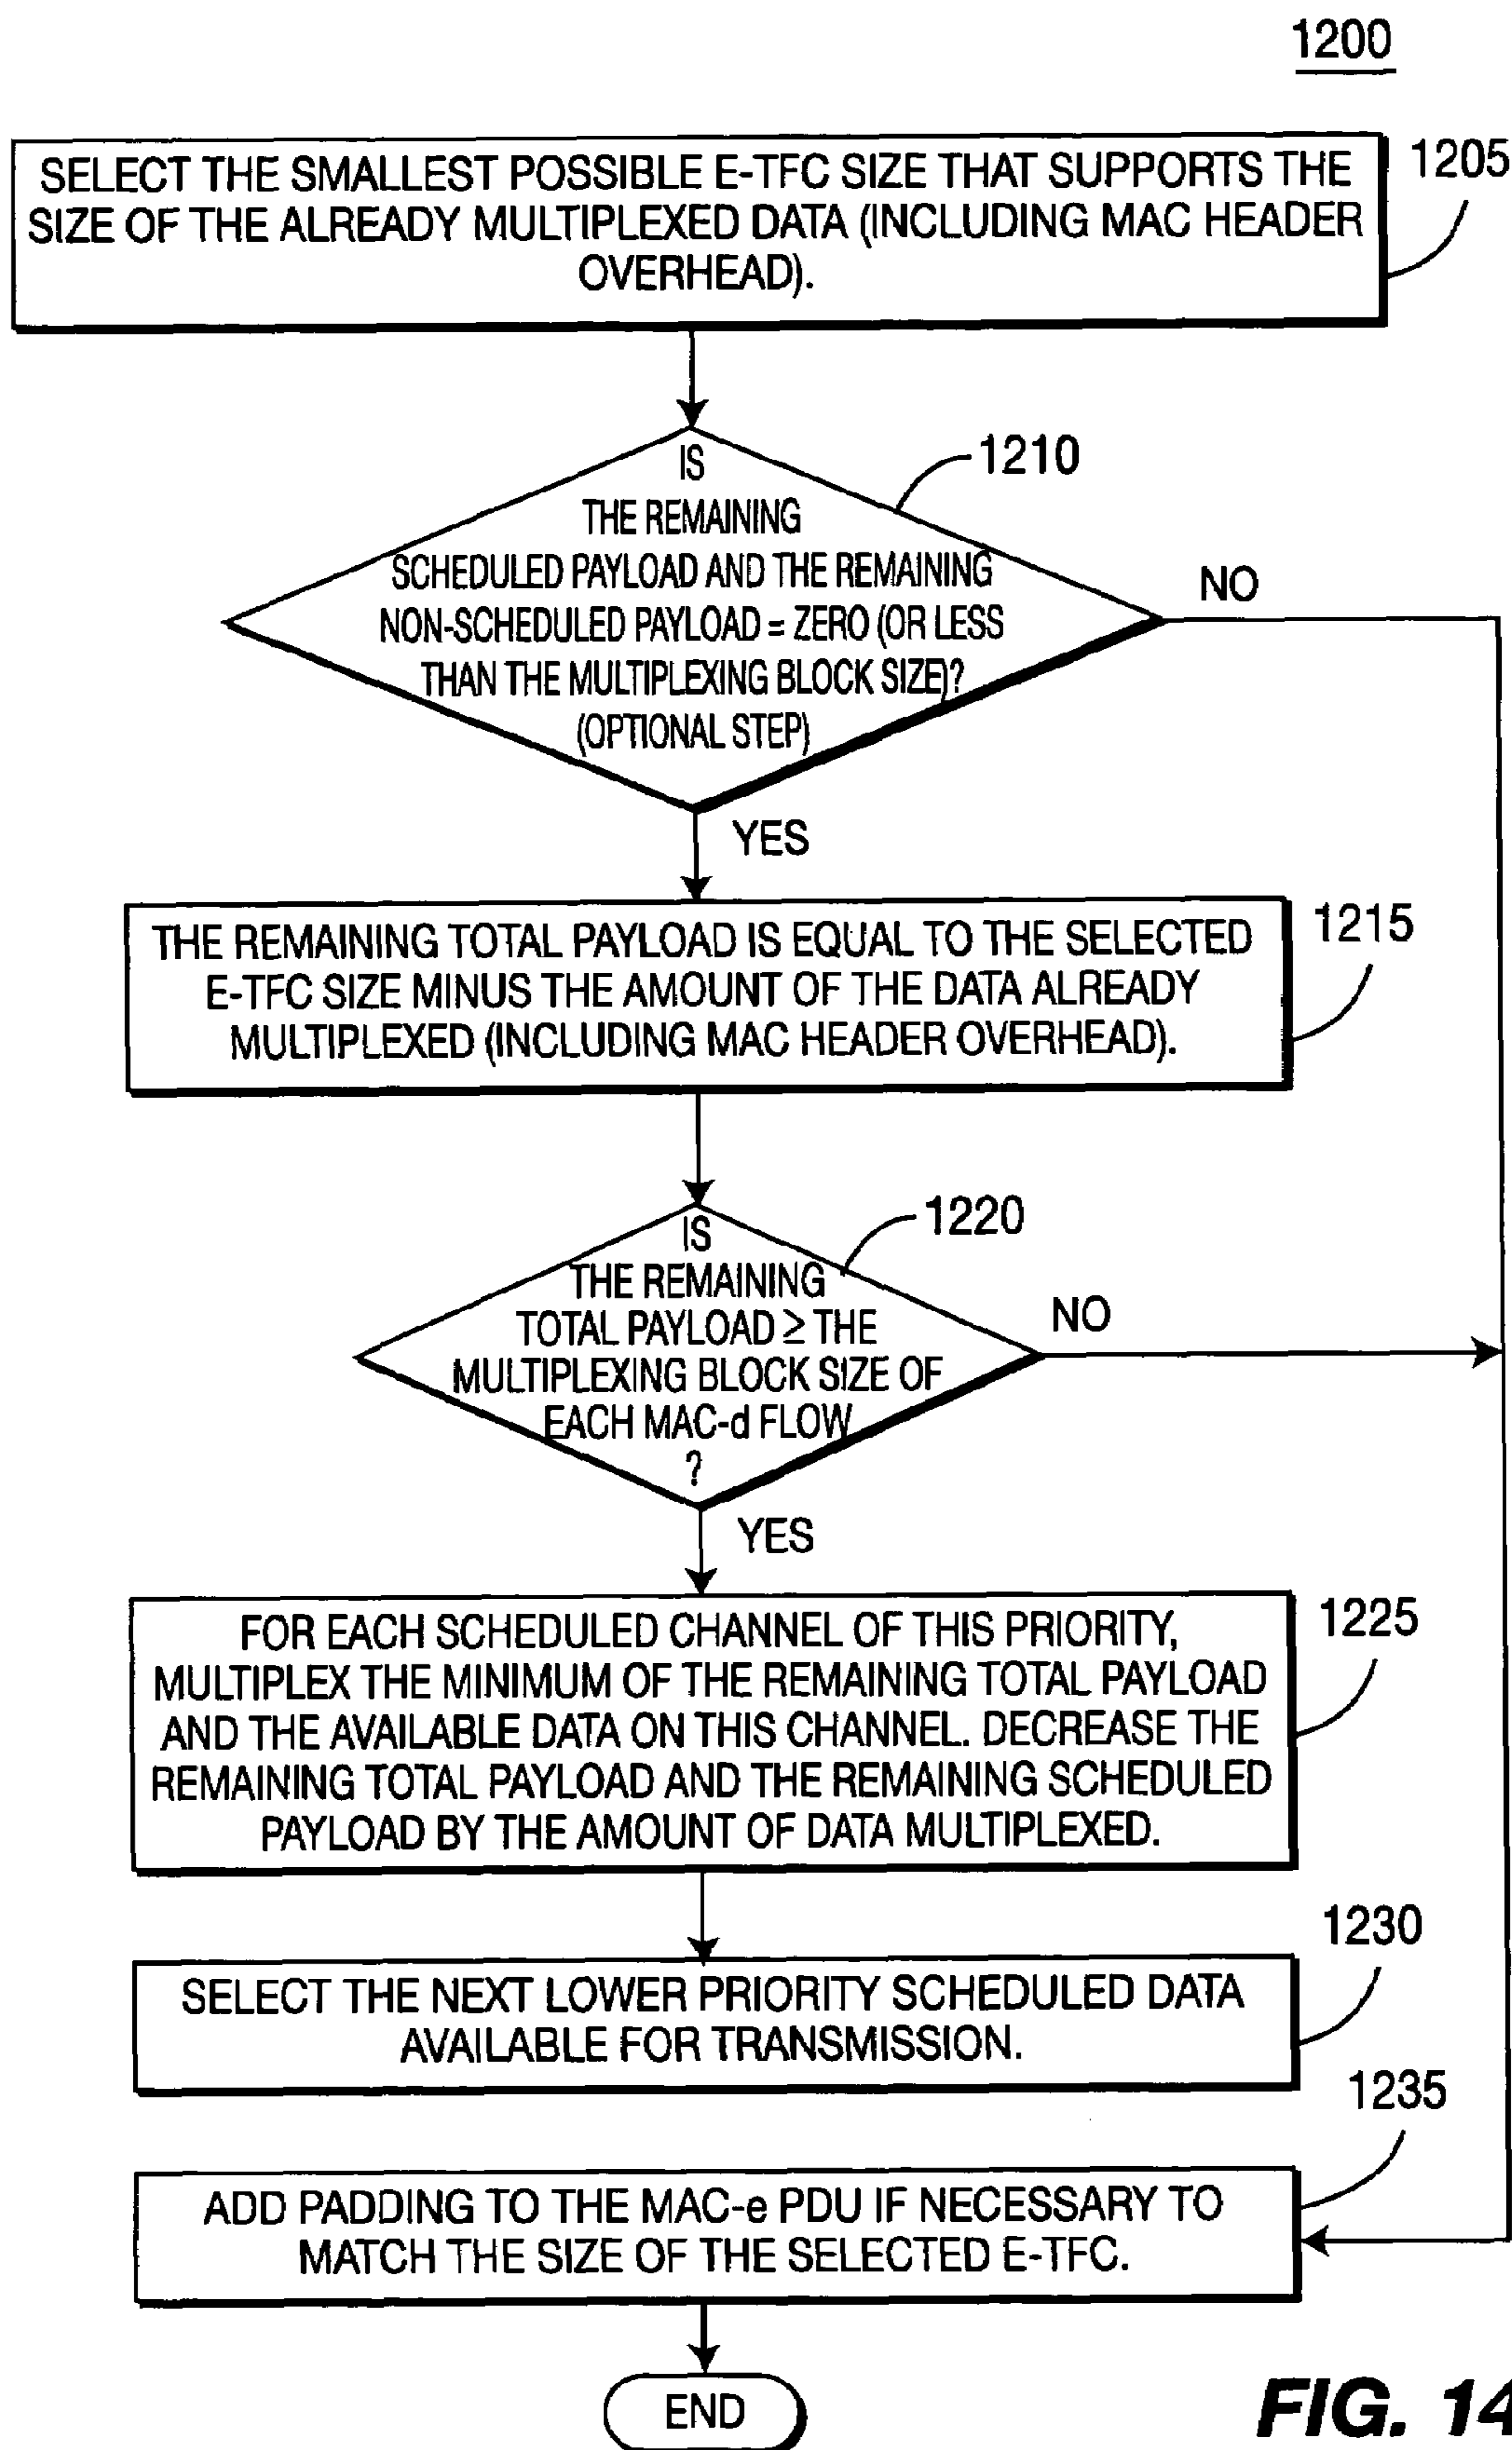 1200
SELECT THE SMALLEST POSSIBLE E-TFC SIZE THAT SUPPORTS THE
SIZE OF THE ALREADY MULTIPLEXED DATA (INCLUDING MAC HEADER
OVERHEAD).
1205
IS
THE REMAINING
SCHEDULED PAYLOAD AND THE REMAINING
NON-SCHEDULED PAYLOAD = ZERO (OR LESS
THAN THE MULTIPLEXING BLOCK SIZE)?
(OPTIONAL STEP)
1210
NO
YES
THE REMAINING TOTAL PAYLOAD IS EQUAL TO THE SELECTED
E-TFC SIZE MINUS THE AMOUNT OF THE DATA ALREADY
MULTIPLEXED (INCLUDING MAC HEADER OVERHEAD).
1215
IS
THE REMAINING
TOTAL PAYLOAD ≥ THE
MULTIPLEXING BLOCK SIZE OF
EACH MAC-d FLOW
?
1220
NO
YES
FOR EACH SCHEDULED CHANNEL OF THIS PRIORITY,
MULTIPLEX THE MINIMUM OF THE REMAINING TOTAL PAYLOAD
AND THE AVAILABLE DATA ON THIS CHANNEL. DECREASE THE
REMAINING TOTAL PAYLOAD AND THE REMAINING SCHEDULED
PAYLOAD BY THE AMOUNT OF DATA MULTIPLEXED.
1225
SELECT THE NEXT LOWER PRIORITY SCHEDULED DATA
AVAILABLE FOR TRANSMISSION.
1230
ADD PADDING TO THE MAC-e PDU IF NECESSARY TO
MATCH THE SIZE OF THE SELECTED E-TFC.
1235
END
FIG. 14